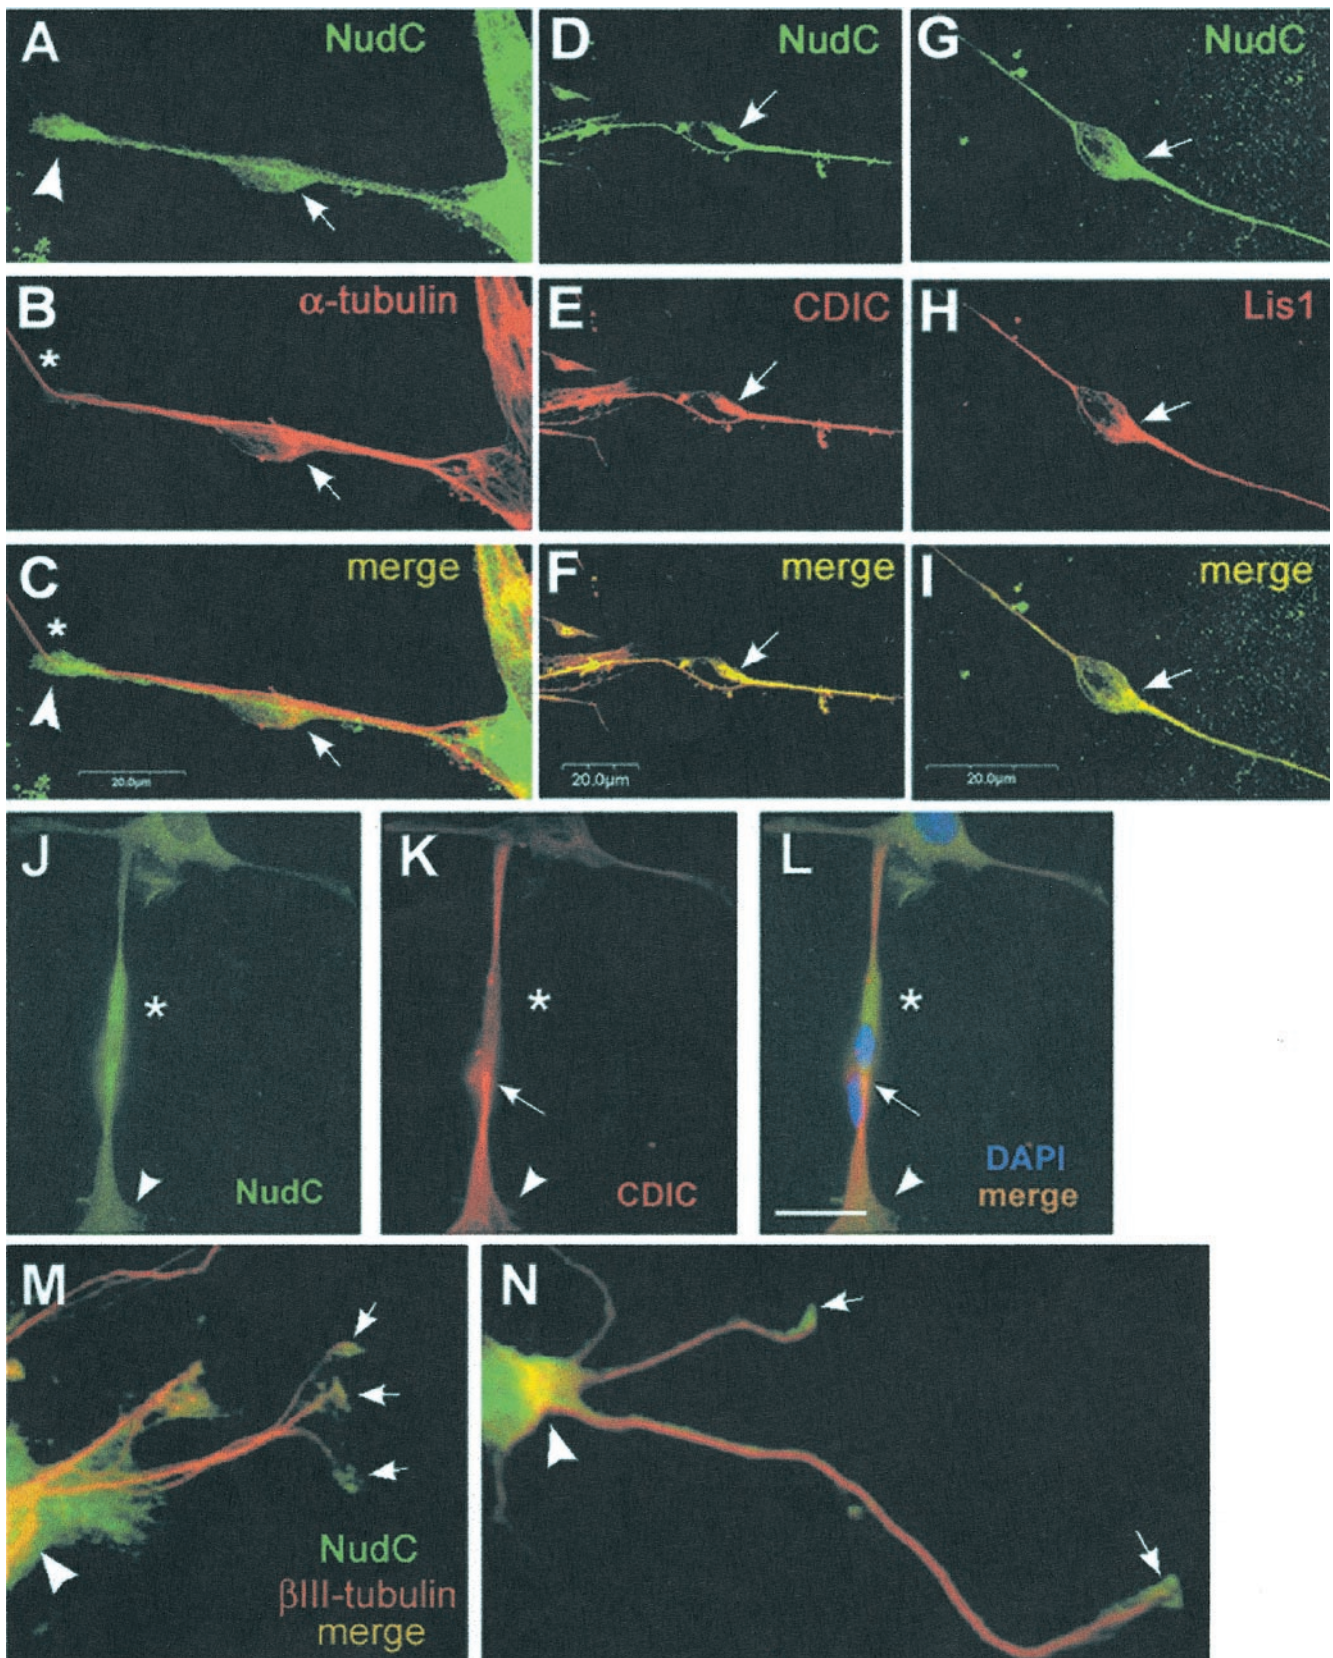 A NudC
D NudC
G NudC
B α-tubulin
*
E CDIC
H Lis1
C merge
*
20.0µm
F merge
20.0µm
I merge
20.0µm
J
*
NudC
K
*
CDIC
L
*
DAPI
merge
M
NudC
βIII-tubulin
merge
N